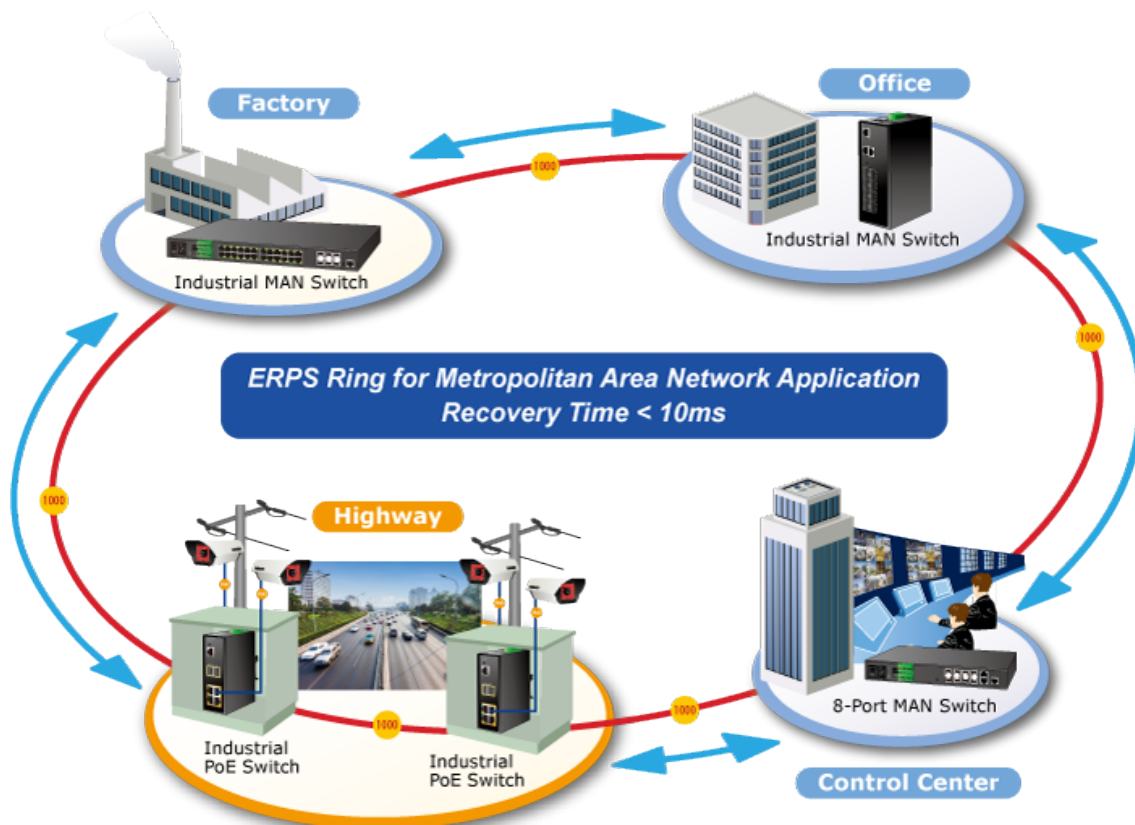 Factory
Office
1000
Industrial MAN Switch
Industrial MAN Switch
1000
ERPS Ring for Metropolitan Area Network Application
Recovery Time < 10ms
1000
Highway
1000
1000
8-Port MAN Switch
Industrial
PoE Switch
Industrial
PoE Switch
Control Center